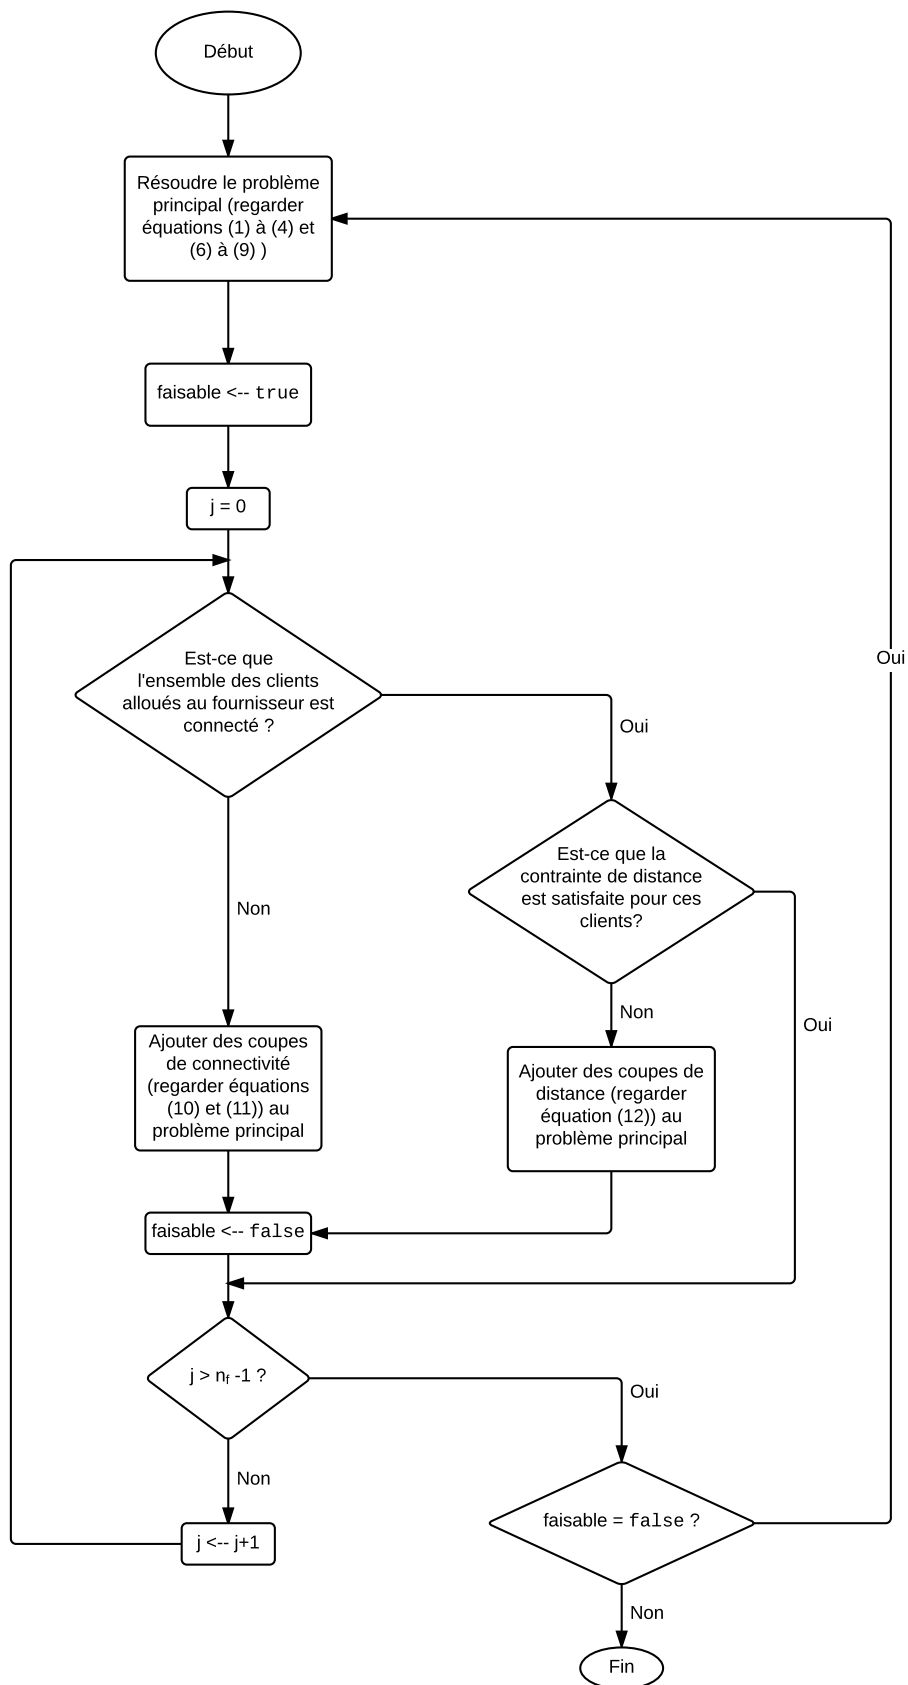 Début
Résoudre le problème
principal (regarder
équations (1) à (4) et
(6) à (9) )
faisable <-- true
j = 0
Est-ce que
l'ensemble des clients
alloués au fournisseur est
connecté ?
Oui
Oui
Est-ce que la
contrainte de distance
est satisfaite pour ces
clients?
Non
Non
Oui
Ajouter des coupes
de connectivité
(regarder équations
(10) et (11)) au
problème principal
Ajouter des coupes de
distance (regarder
équation (12)) au
problème principal
faisable <-- false
j > nf -1 ?
Oui
Non
faisable = false ?
j <-- j+1
Non
Fin